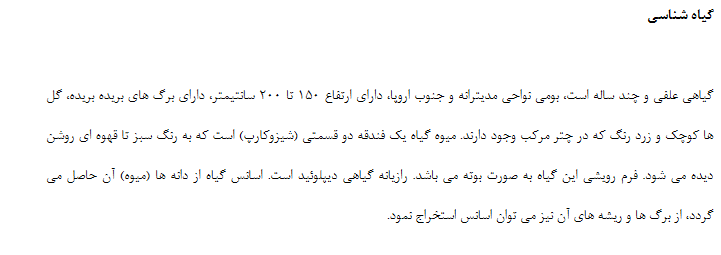 گیاه شناسی
گیاهی علفی و چند ساله است، بومی نواحی مدیترانه و جنوب اروپا، دارای ارتفاع ۱۵۰ تا ۲۰۰ سانتیمتر، دارای برگ های بریده بریده، گل
ها کوچک و زرد رنگ که در چتر مرکب وجود دارند. میوه گیاه یک فندقه دو قسمتی (شیزوکارپ) است که به رنگ سبز تا قهوه ای روشن
دیده می شود. فرم رویشی این گیاه به صورت بوته می باشد. رازیانه گیاهی دیپلوئید است. اسانس گیاه از دانه ها (میوه) آن حاصل می
گردد، از برگ ها و ریشه های آن نیز می توان اسانس استخراج نمود.